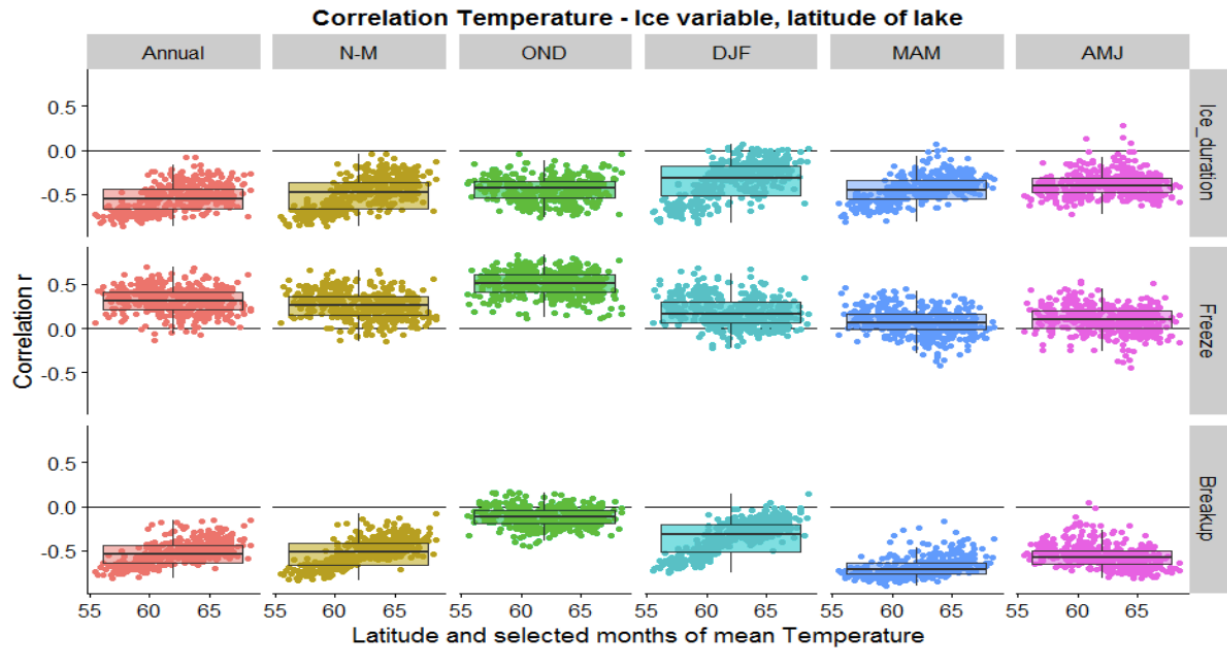 Correlation Temperature - Ice variable, latitude of lake
Annual N-M OND DJF MAM AMJ
0.5
0.0
-0.5
Ice_duration
0.5
0.0
-0.5
Freeze
0.5
0.0
-0.5
Breakup
Correlation r
55 60 65 55 60 65 55 60 65 55 60 65 55 60 65 55 60 65
Latitude and selected months of mean Temperature